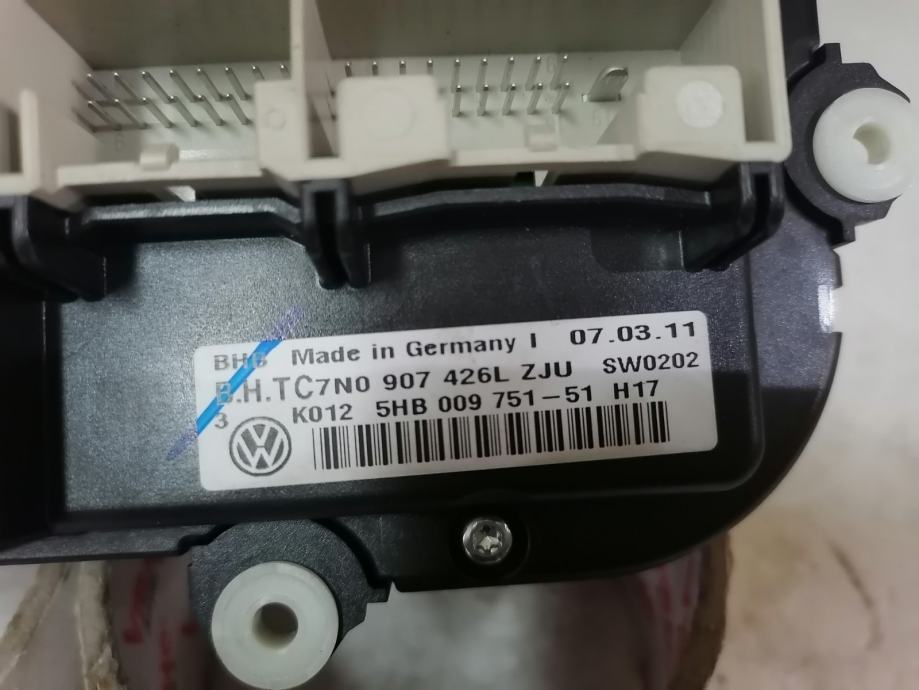 BHB Made in Germany I 07.03.11
B.H.TC7N0 907 426L ZJU SW0202
3 K012 5HB 009 751-51 H17